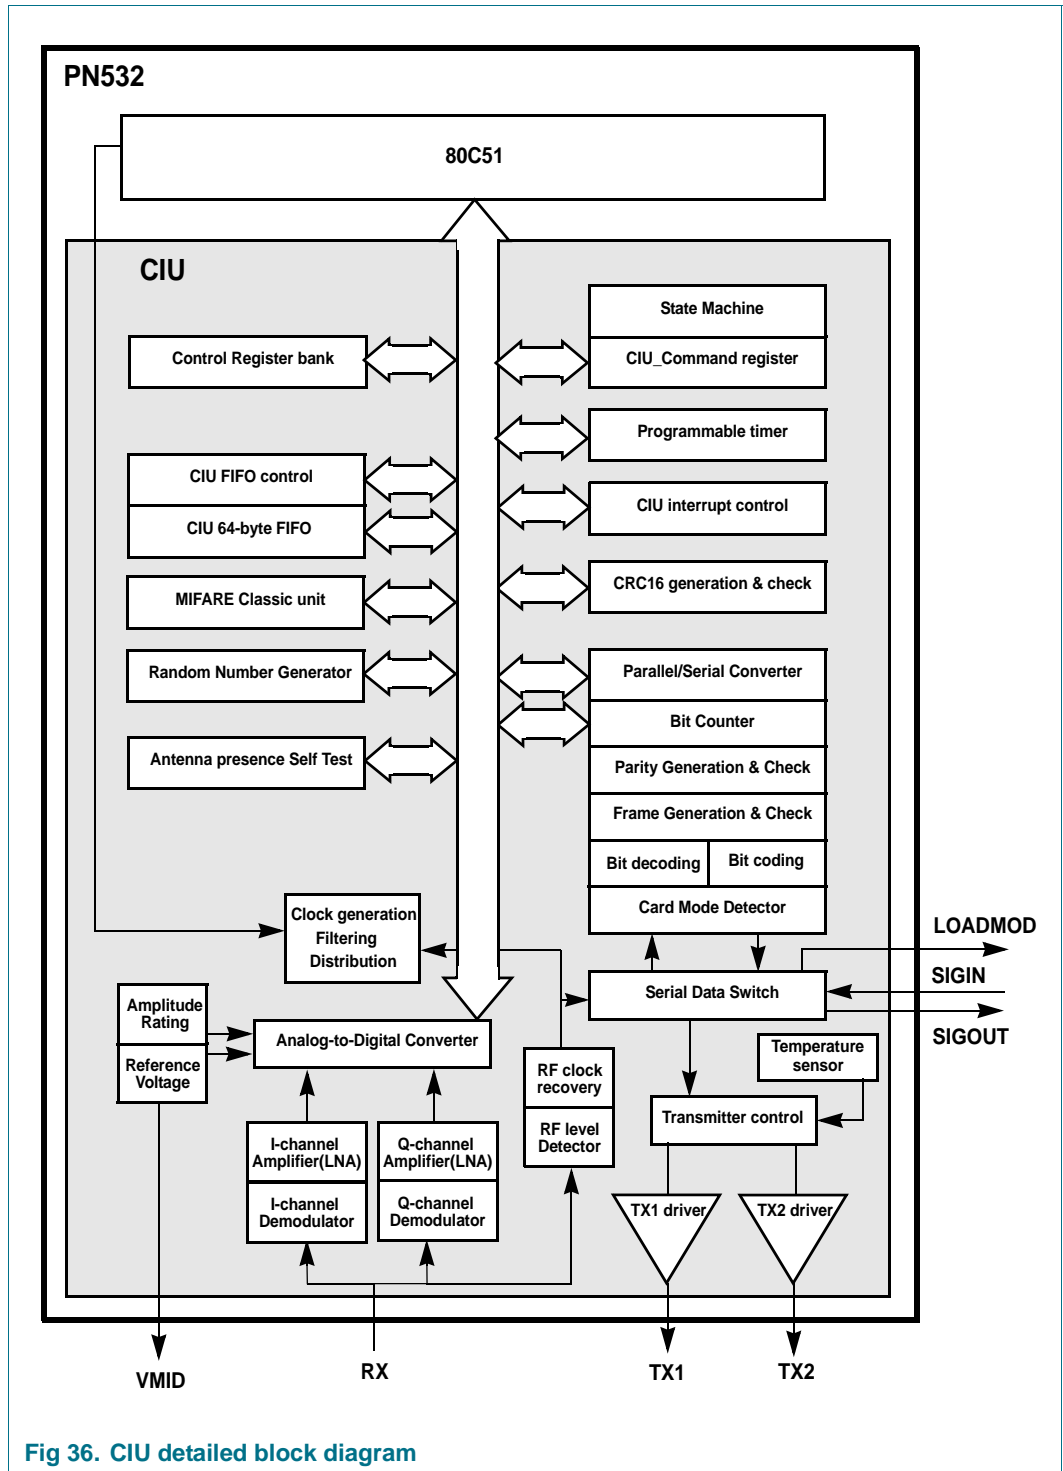 PN532
80C51
CIU
State Machine
Control Register bank
CIU_Command register
Programmable timer
CIU FIFO control
CIU interrupt control
CIU 64-byte FIFO
MIFARE Classic unit
CRC16 generation & check
Random Number Generator
Parallel/Serial Converter
Bit Counter
Antenna presence Self Test
Parity Generation & Check
Frame Generation & Check
Bit decoding
Bit coding
Card Mode Detector
Clock generation
Filtering
Distribution
LOADMOD
SIGIN
SIGOUT
Serial Data Switch
Amplitude
Rating
Reference
Voltage
Analog-to-Digital Converter
RF clock
recovery
RF level
Detector
Temperature
sensor
Transmitter control
I-channel
Amplifier(LNA)
I-channel
Demodulator
Q-channel
Amplifier(LNA)
Q-channel
Demodulator
TX1 driver
TX2 driver
VMID
RX
TX1
TX2
Fig 36. CIU detailed block diagram